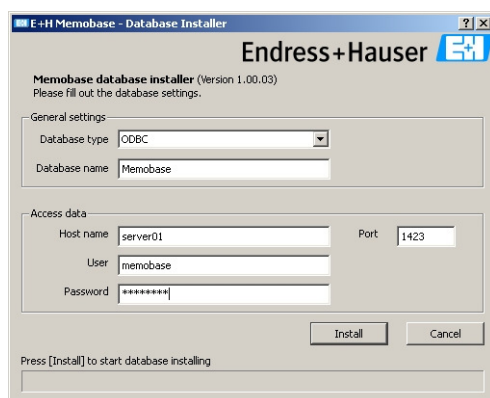 E+H Memobase - Database Installer
Endress+Hauser EH
Memobase database installer (Version 1.00.03)
Please fill out the database settings.
General settings
Database type ODBC
Database name Memobase
Access data
Host name server01 Port 1423
User memobase
Password ********
Install Cancel
Press [Install] to start database installing